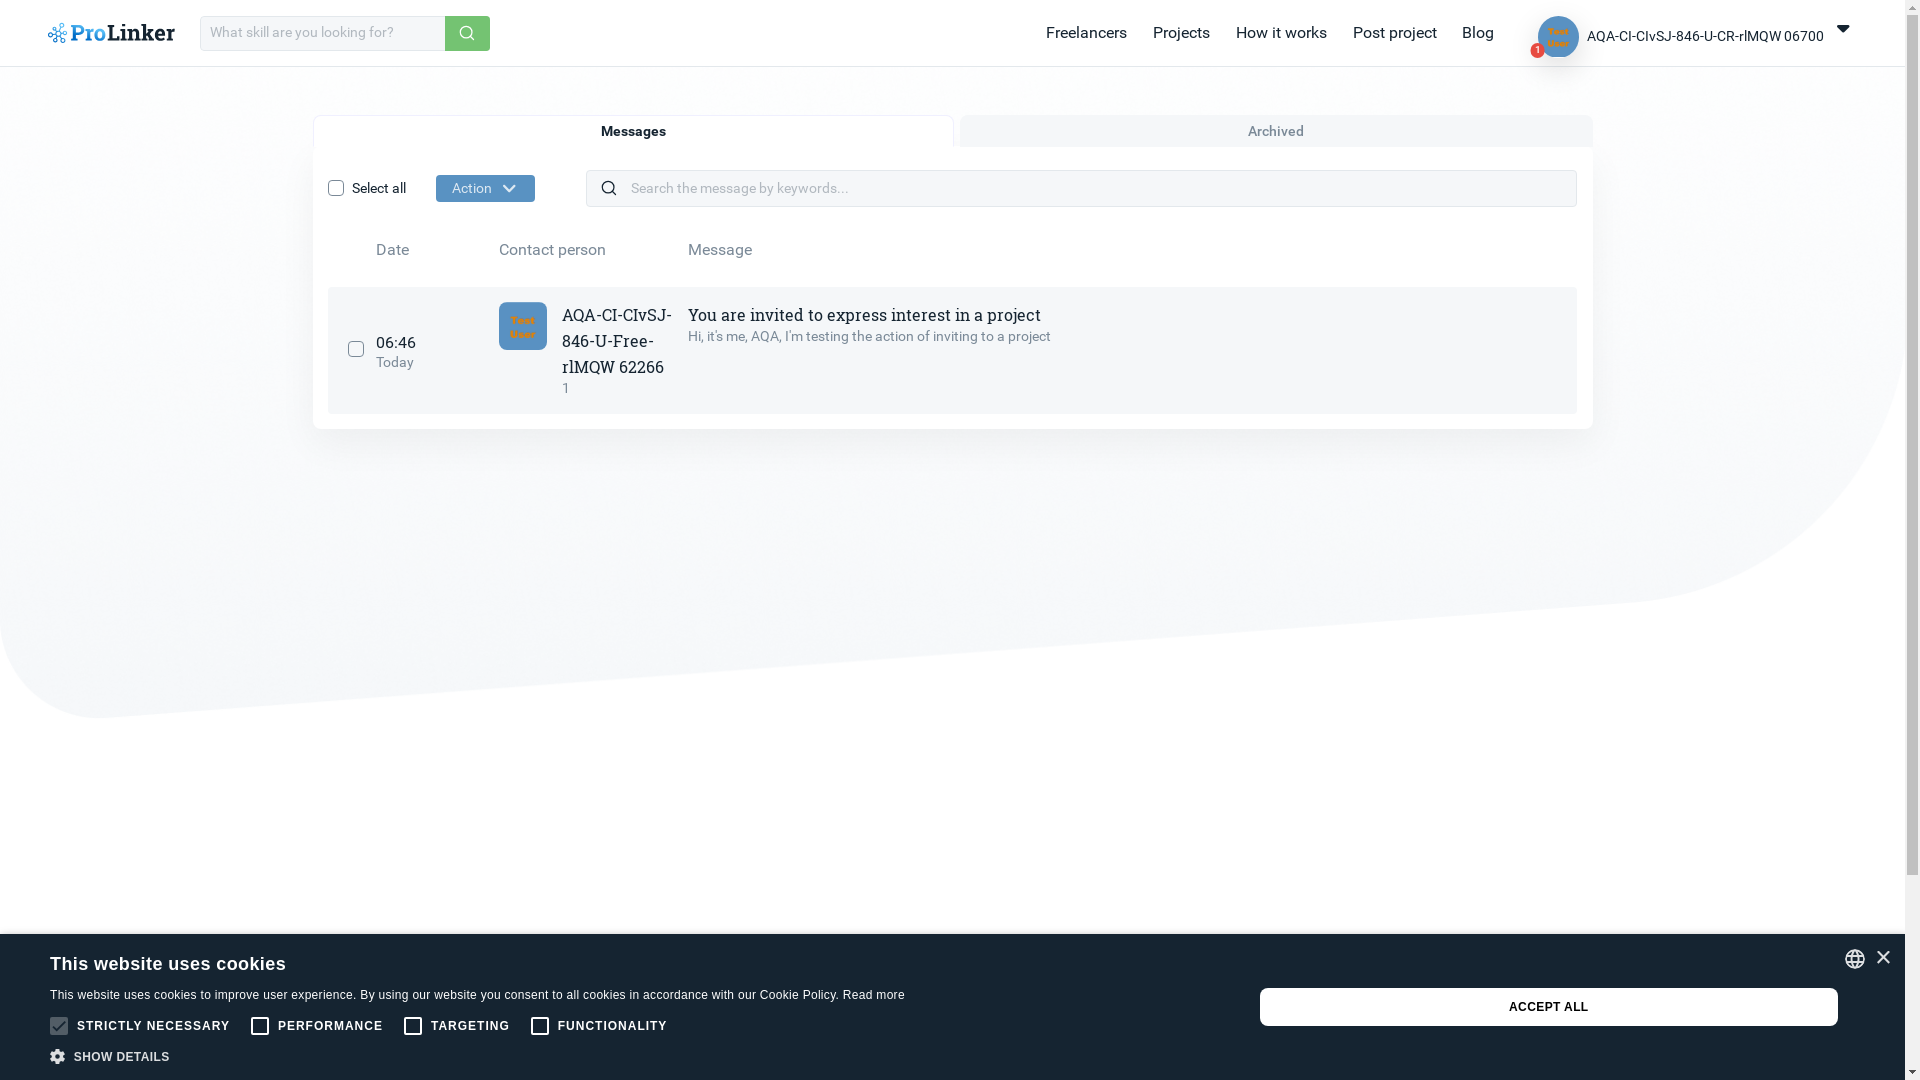 ProLinker
What skill are you looking for?
Freelancers Projects How it works Post project Blog
Test
User
1
AQA-CI-CIvSJ-846-U-CR-rlMQW 06700
Messages
Archived
Select all
Action
Search the message by keywords...
Date
Contact person
Message
06:46
Today
Test
User
AQA-CI-CIvSJ-
846-U-Free-
rlMQW 62266
1
You are invited to express interest in a project
Hi, it's me, AQA, I'm testing the action of inviting to a project
This website uses cookies
This website uses cookies to improve user experience. By using our website you consent to all cookies in accordance with our Cookie Policy. Read more
STRICTLY NECESSARY PERFORMANCE TARGETING FUNCTIONALITY
SHOW DETAILS
ACCEPT ALL